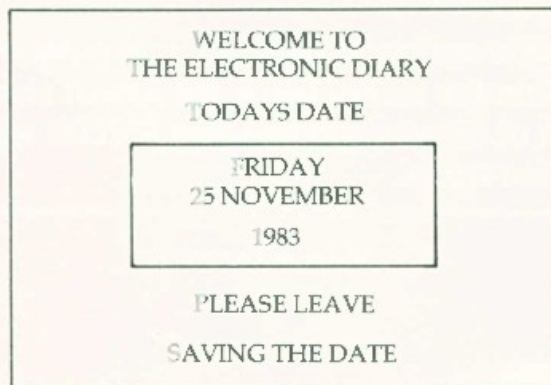 WELCOME TO
THE ELECTRONIC DIARY
TODAYS DATE
FRIDAY
25 NOVEMBER
1983
PLEASE LEAVE
SAVING THE DATE